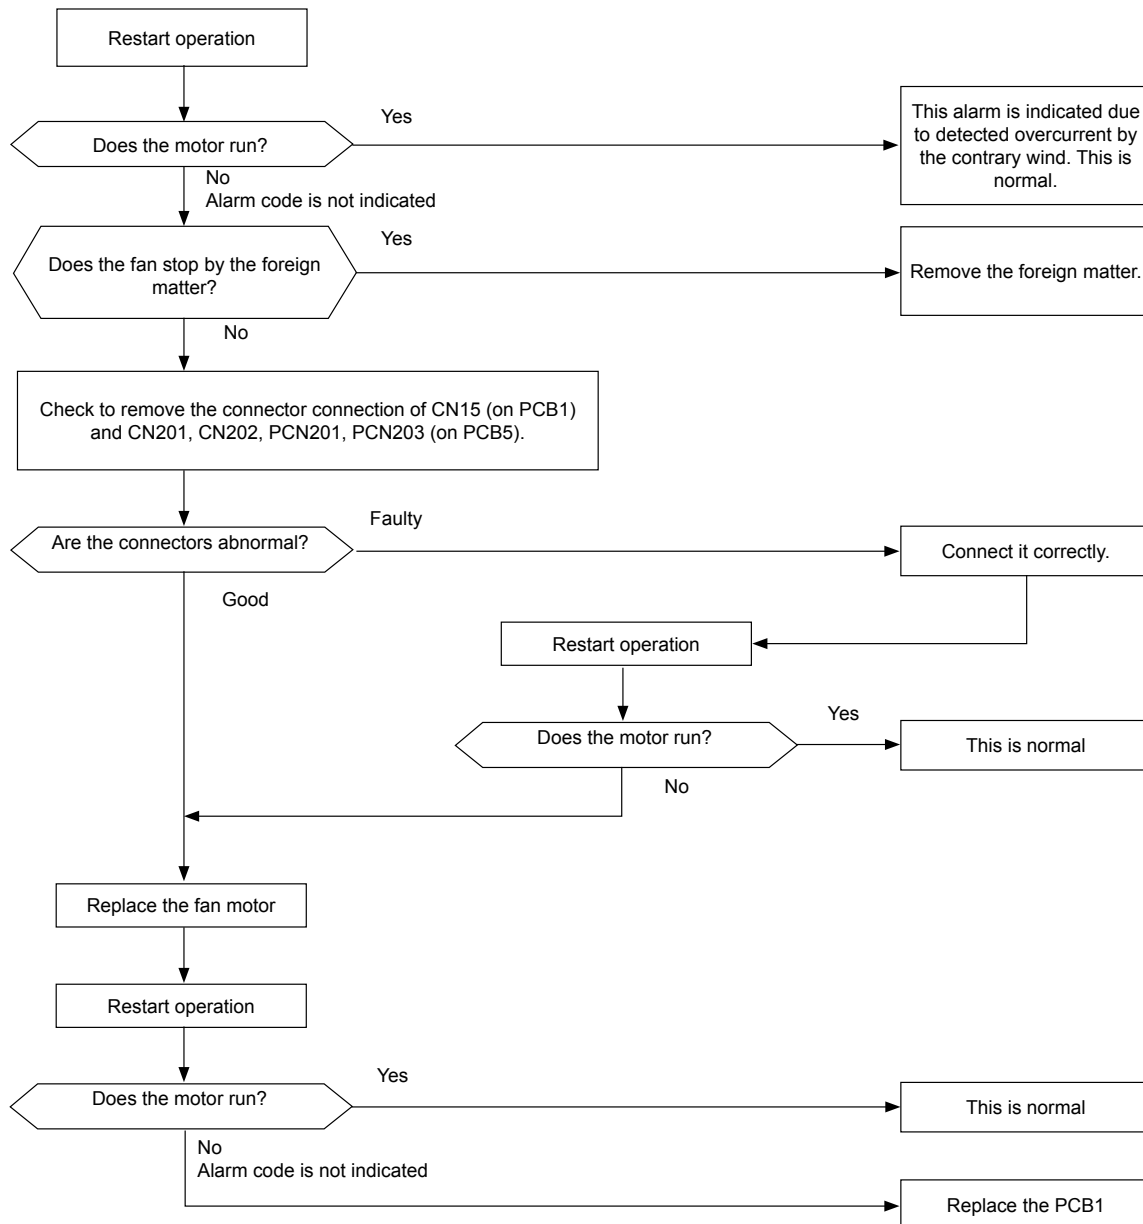 Restart operation
Does the motor run?
Yes
This alarm is indicated due
to detected overcurrent by
the contrary wind. This is
normal.
No
Alarm code is not indicated
Does the fan stop by the foreign
matter?
Yes
Remove the foreign matter.
No
Check to remove the connector connection of CN15 (on PCB1)
and CN201, CN202, PCN201, PCN203 (on PCB5).
Are the connectors abnormal?
Faulty
Connect it correctly.
Good
Restart operation
Does the motor run?
Yes
This is normal
No
Replace the fan motor
Restart operation
Does the motor run?
Yes
This is normal
No
Alarm code is not indicated
Replace the PCB1